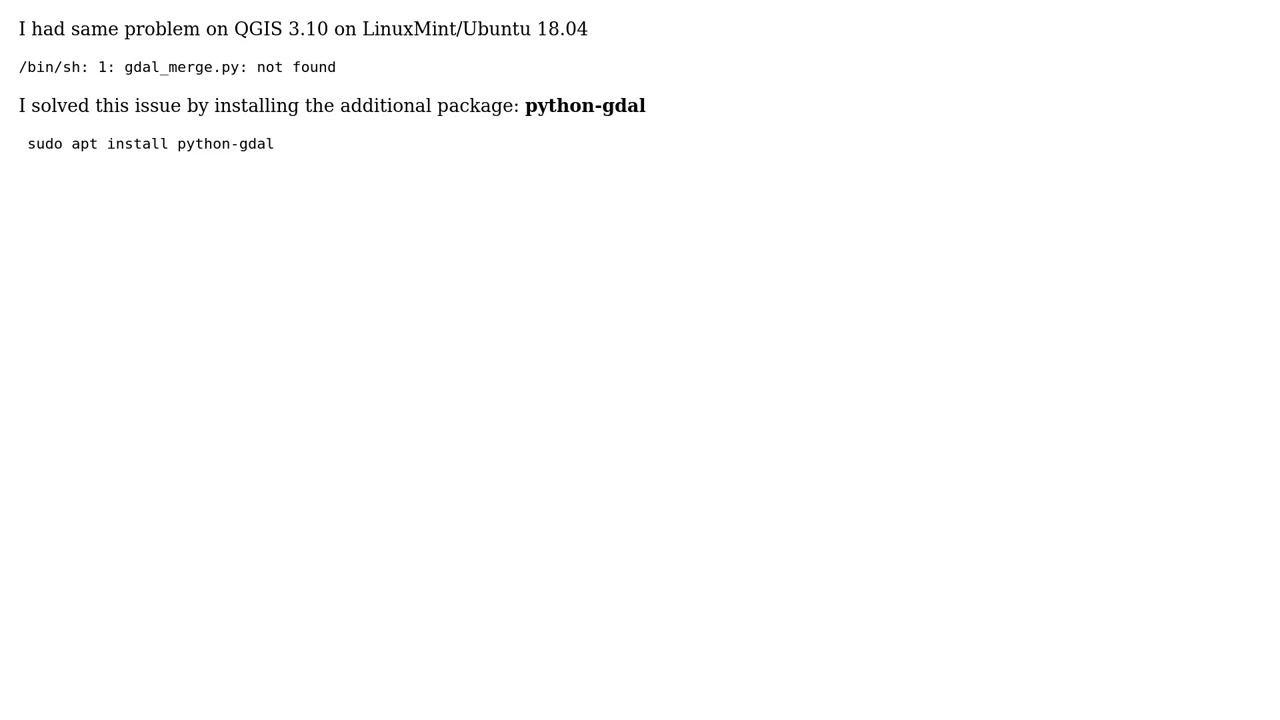 I had same problem on QGIS 3.10 on LinuxMint/Ubuntu 18.04
/bin/sh: 1: gdal_merge.py: not found
I solved this issue by installing the additional package: python-gdal
sudo apt install python-gdal